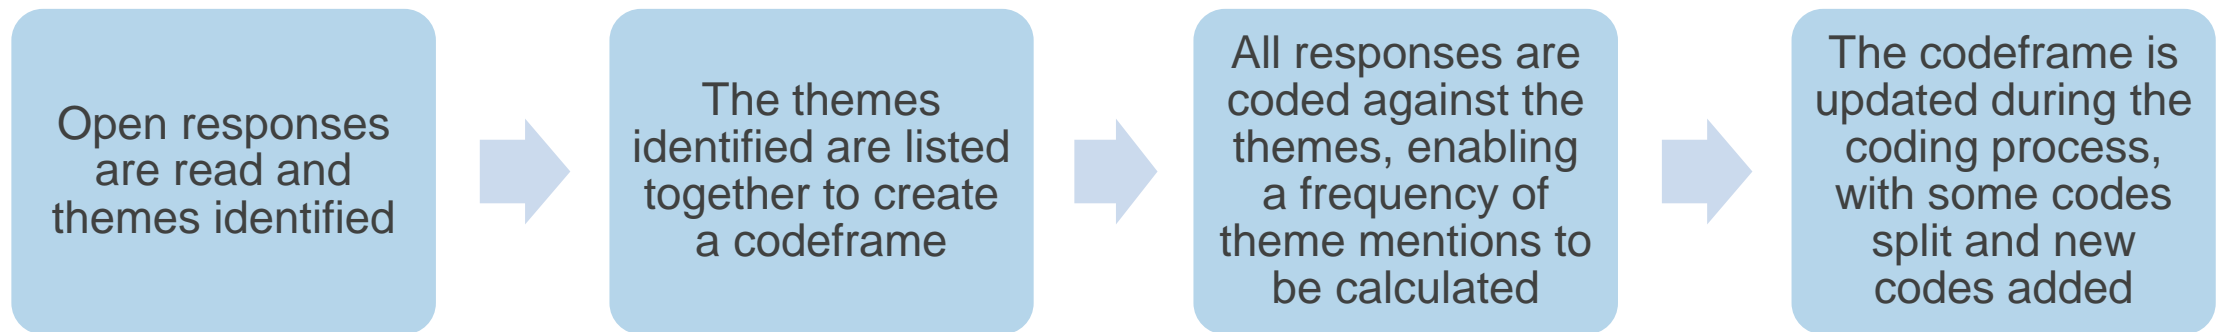 Open responses
are read and
themes identified
The themes
identified are listed
together to create
a codeframe
All responses are
coded against the
themes, enabling
a frequency of
theme mentions to
be calculated
The codeframe is
updated during the
coding process,
with some codes
split and new
codes added